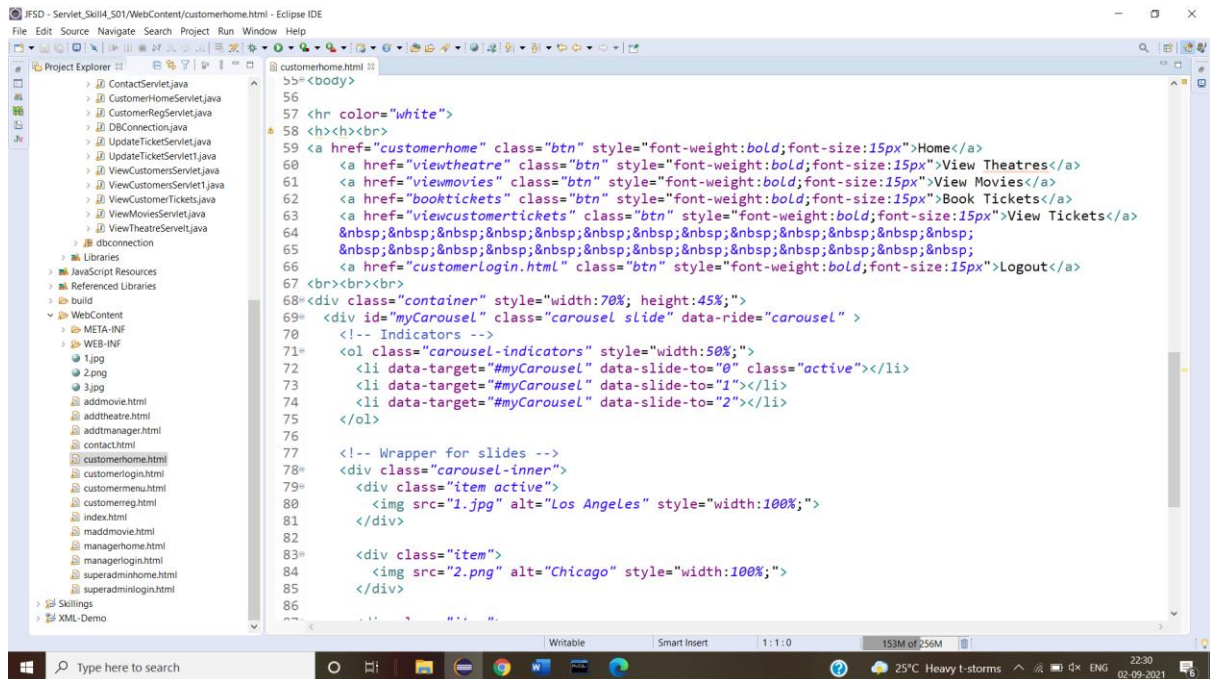 JFSD - Servlet_Skill4_S01/WebContent/customerhome.html - Eclipse IDE
File Edit Source Navigate Search Project Run Window Help
Project Explorer
ContactServlet.java
CustomerHomeServlet.java
CustomerRegServlet.java
DBConnection.java
UpdateTicketServlet.java
UpdateTicketServlet1.java
ViewCustomersServlet.java
ViewCustomersServlet1.java
ViewCustomerTickets.java
ViewMoviesServlet.java
ViewTheatreServelt.java
dbconnection
Libraries
JavaScript Resources
Referenced Libraries
build
WebContent
META-INF
WEB-INF
1.jpg
2.png
3.jpg
addmovie.html
addtheatre.html
addtmanager.html
contact.html
customerhome.html
customerlogin.html
customermenu.html
customerreg.html
index.html
maddmovie.html
managerhome.html
managerlogin.html
superadminhome.html
superadminlogin.html
Skillings
XML-Demo
customerhome.html
55 <body>
56
57 <hr color="white">
58 <h><h><br>
59 <a href="customerhome" class="btn" style="font-weight:bold;font-size:15px">Home</a>
60 <a href="viewtheatre" class="btn" style="font-weight:bold;font-size:15px">View Theatres</a>
61 <a href="viewmovies" class="btn" style="font-weight:bold;font-size:15px">View Movies</a>
62 <a href="booktickets" class="btn" style="font-weight:bold;font-size:15px">Book Tickets</a>
63 <a href="viewcustomertickets" class="btn" style="font-weight:bold;font-size:15px">View Tickets</a>
64 &nbsp;&nbsp;&nbsp;&nbsp;&nbsp;&nbsp;&nbsp;&nbsp;&nbsp;&nbsp;&nbsp;&nbsp;&nbsp;
65 &nbsp;&nbsp;&nbsp;&nbsp;&nbsp;&nbsp;&nbsp;&nbsp;&nbsp;&nbsp;&nbsp;&nbsp;&nbsp;
66 <a href="customerlogin.html" class="btn" style="font-weight:bold;font-size:15px">Logout</a>
67 <br><br><br>
68 <div class="container" style="width:70%; height:45%;">
69 <div id="myCarousel" class="carousel slide" data-ride="carousel" >
70 <!-- Indicators -->
71 <ol class="carousel-indicators" style="width:50%;">
72 <li data-target="#myCarousel" data-slide-to="0" class="active"></li>
73 <li data-target="#myCarousel" data-slide-to="1"></li>
74 <li data-target="#myCarousel" data-slide-to="2"></li>
75 </ol>
76
77 <!-- Wrapper for slides -->
78 <div class="carousel-inner">
79 <div class="item active">
80 <img src="1.jpg" alt="Los Angeles" style="width:100%;">
81 </div>
82
83 <div class="item">
84 <img src="2.png" alt="Chicago" style="width:100%;">
85 </div>
86
Writable Smart Insert 1 : 1 : 0 153M of 256M
Type here to search
25°C Heavy t-storms ENG 22:30
02-09-2021